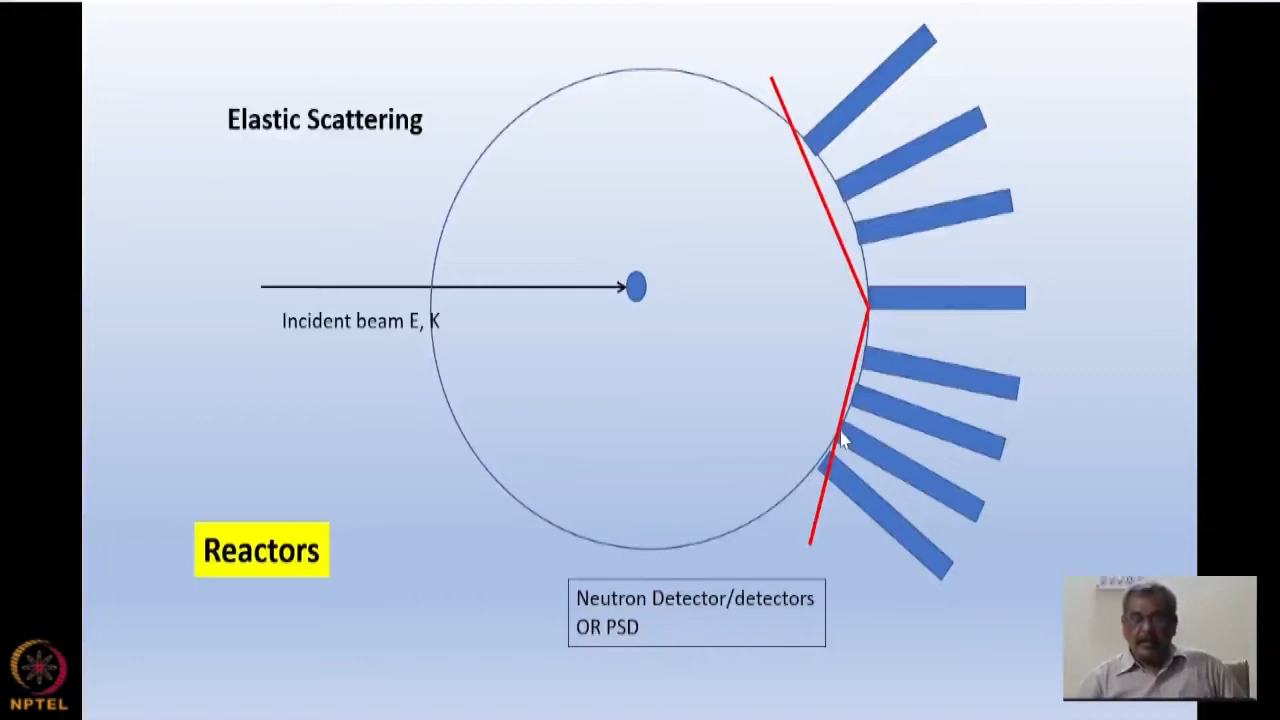 Elastic Scattering
Incident beam E, K
Reactors
Neutron Detector/detectors
OR PSD
NPTEL